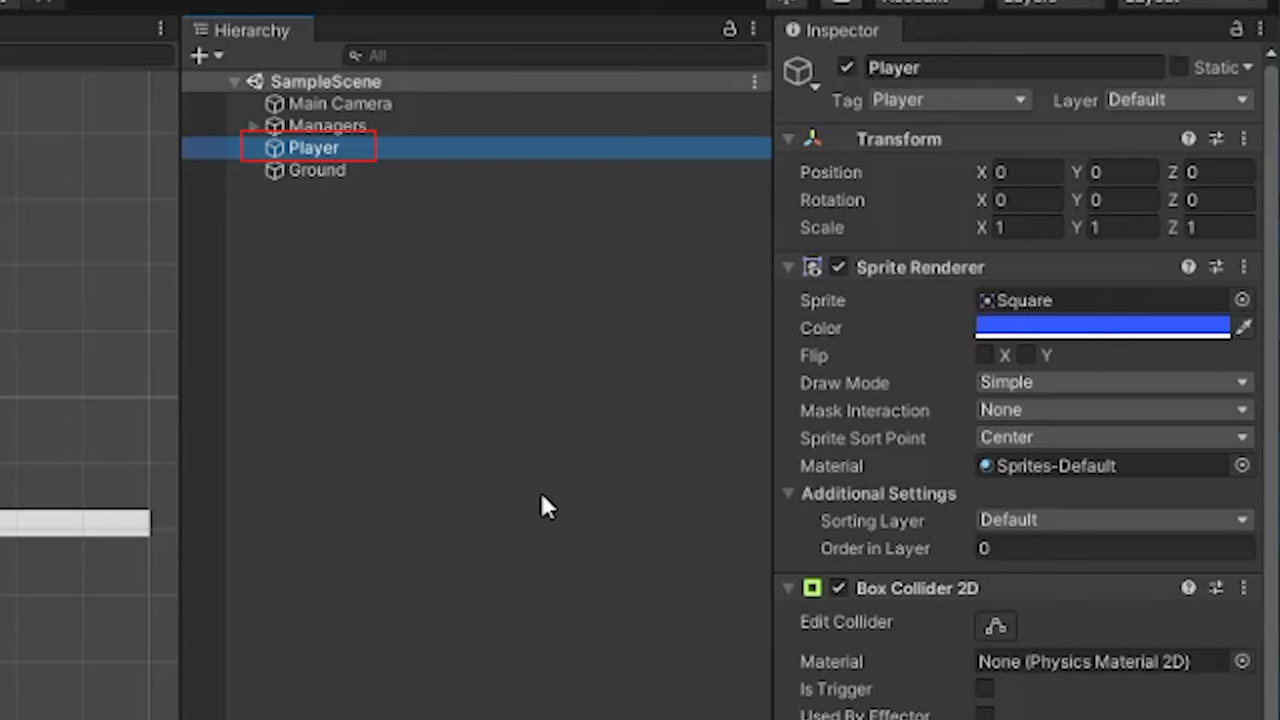 Hierarchy
All
SampleScene
Main Camera
Managers
Player
Ground
Inspector
Player
Static
Tag Player Layer Default
Transform
Position X 0 Y 0 Z 0
Rotation X 0 Y 0 Z 0
Scale X 1 Y 1 Z 1
Sprite Renderer
Sprite Square
Color
Flip X Y
Draw Mode Simple
Mask Interaction None
Sprite Sort Point Center
Material Sprites-Default
Additional Settings
Sorting Layer Default
Order in Layer 0
Box Collider 2D
Edit Collider
Material None (Physics Material 2D)
Is Trigger
Used By Effector